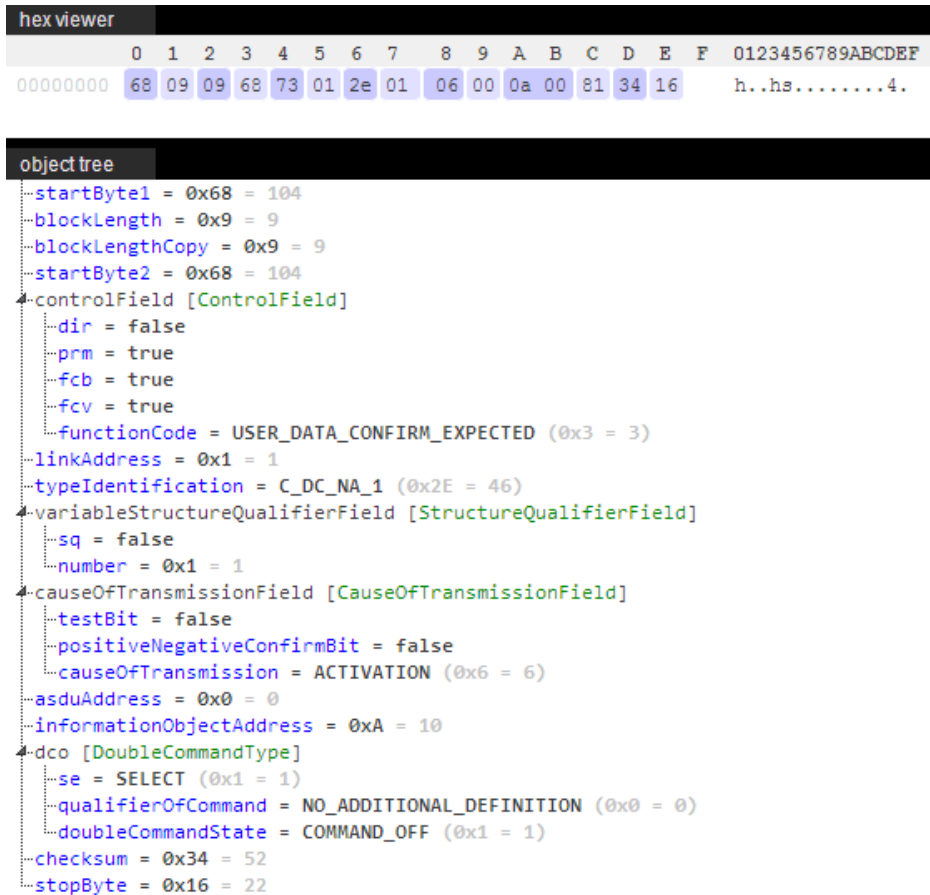 hex viewer
0 1 2 3 4 5 6 7 8 9 A B C D E F 0123456789ABCDEF
00000000 68 09 09 68 73 01 2e 01 06 00 0a 00 81 34 16 h..hs........4.
object tree
startByte1 = 0x68 = 104
blockLength = 0x9 = 9
blockLengthCopy = 0x9 = 9
startByte2 = 0x68 = 104
controlField [ControlField]
dir = false
prm = true
fcb = true
fcv = true
functionCode = USER_DATA_CONFIRM_EXPECTED (0x3 = 3)
linkAddress = 0x1 = 1
typeIdentification = C_DC_NA_1 (0x2E = 46)
variableStructureQualifierField [StructureQualifierField]
sq = false
number = 0x1 = 1
causeOfTransmissionField [CauseOfTransmissionField]
testBit = false
positiveNegativeConfirmBit = false
causeOfTransmission = ACTIVATION (0x6 = 6)
asduAddress = 0x0 = 0
informationObjectAddress = 0xA = 10
dco [DoubleCommandType]
se = SELECT (0x1 = 1)
qualifierOfCommand = NO_ADDITIONAL_DEFINITION (0x0 = 0)
doubleCommandState = COMMAND_OFF (0x1 = 1)
checksum = 0x34 = 52
stopByte = 0x16 = 22